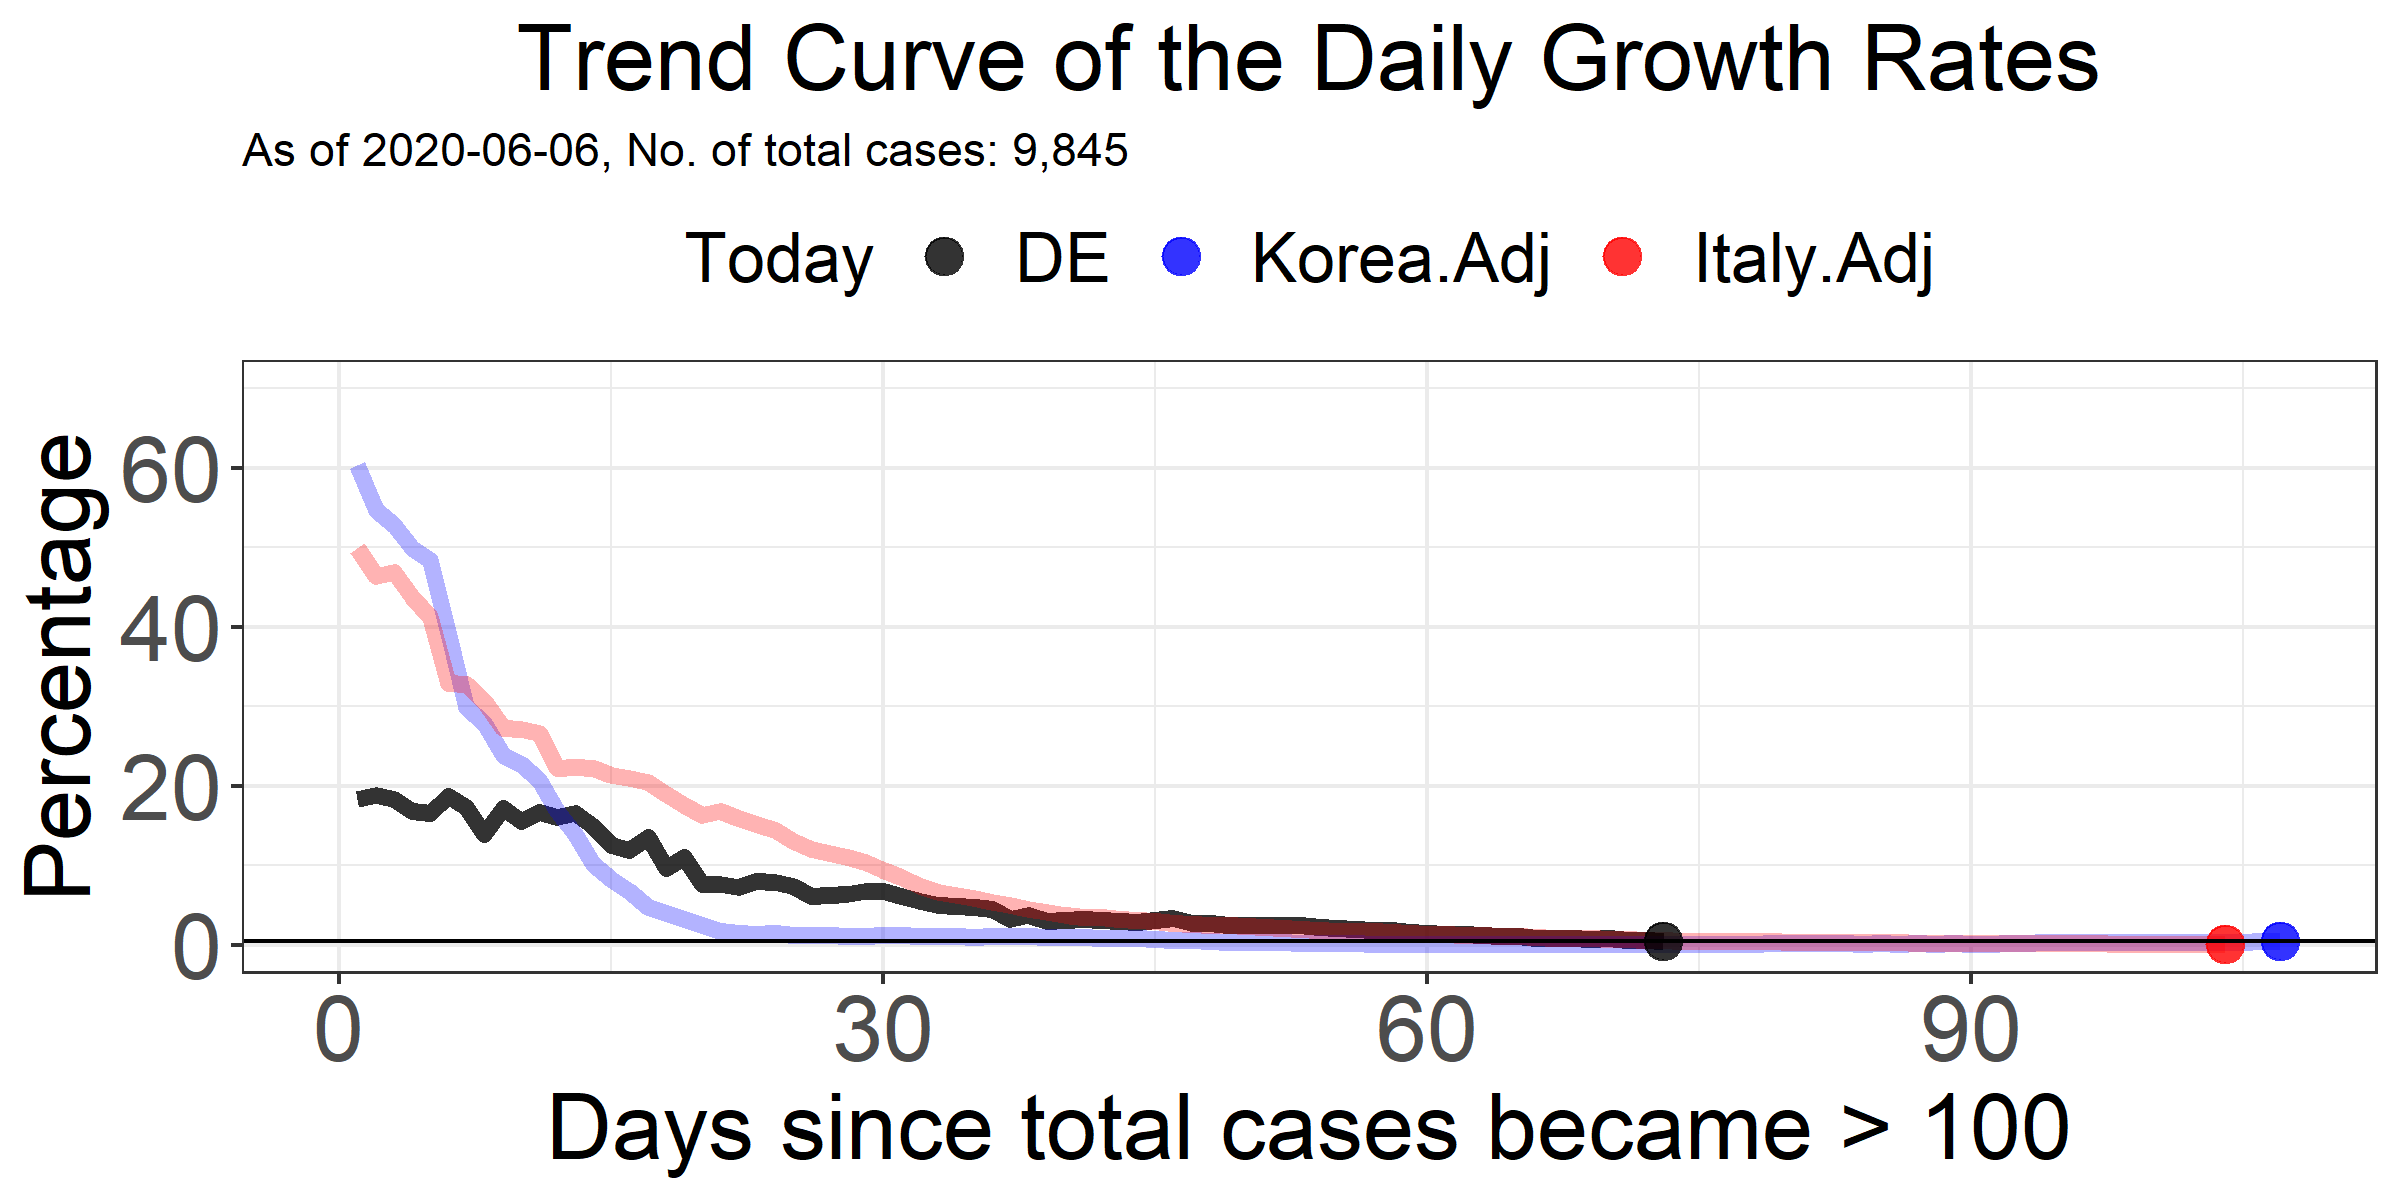 Trend Curve of the Daily Growth Rates
As of 2020-06-06, No. of total cases: 9,845
Today DE Korea.Adj Italy.Adj
Percentage
60
40
20
0
0 30 60 90
Days since total cases became > 100